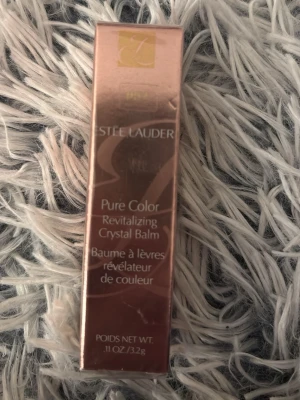 ESTĒE LAUDER
Pure Color
Revitalizing
Crystal Balm
Baume à lèvres
révélateur
de couleur
POIDS NET WT.
.11 OZ/3.2g